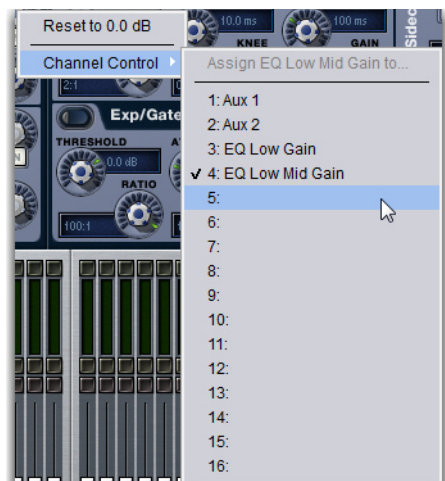 Reset to 0.0 dB
Channel Control
10.0 ms
100 ms
KNEE
GAIN
Sidec
2:1
Exp/Gate
THRESHOLD
0.0 dB
RATIO
100:1
Assign EQ Low Mid Gain to...
1: Aux 1
2: Aux 2
3: EQ Low Gain
✓ 4: EQ Low Mid Gain
5:
6:
7:
8:
9:
10:
11:
12:
13:
14:
15:
16: